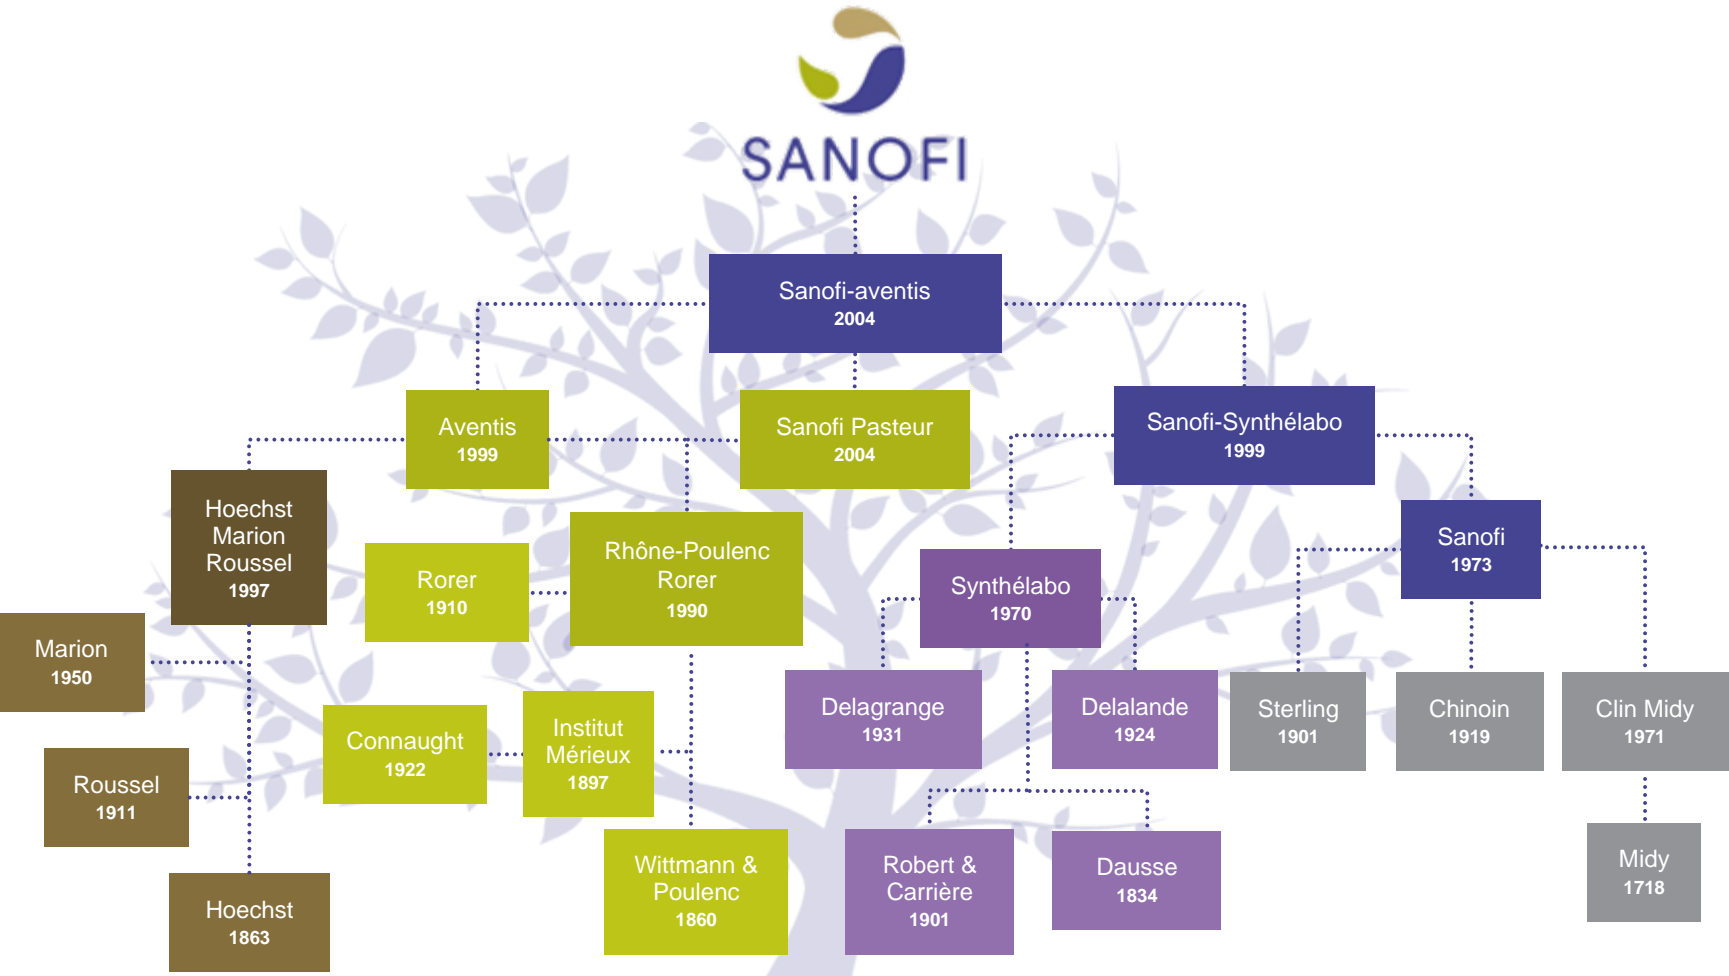 SANOFI
Sanofi-aventis
2004
Aventis
1999
Sanofi Pasteur
2004
Sanofi-Synthélabo
1999
Hoechst
Marion
Roussel
1997
Rorer
1910
Rhône-Poulenc
Rorer
1990
Synthélabo
1970
Sanofi
1973
Marion
1950
Connaught
1922
Institut
Mérieux
1897
Delagrange
1931
Delalande
1924
Sterling
1901
Chinoin
1919
Clin Midy
1971
Roussel
1911
Hoechst
1863
Wittmann &
Poulenc
1860
Robert &
Carrière
1901
Dausse
1834
Midy
1718